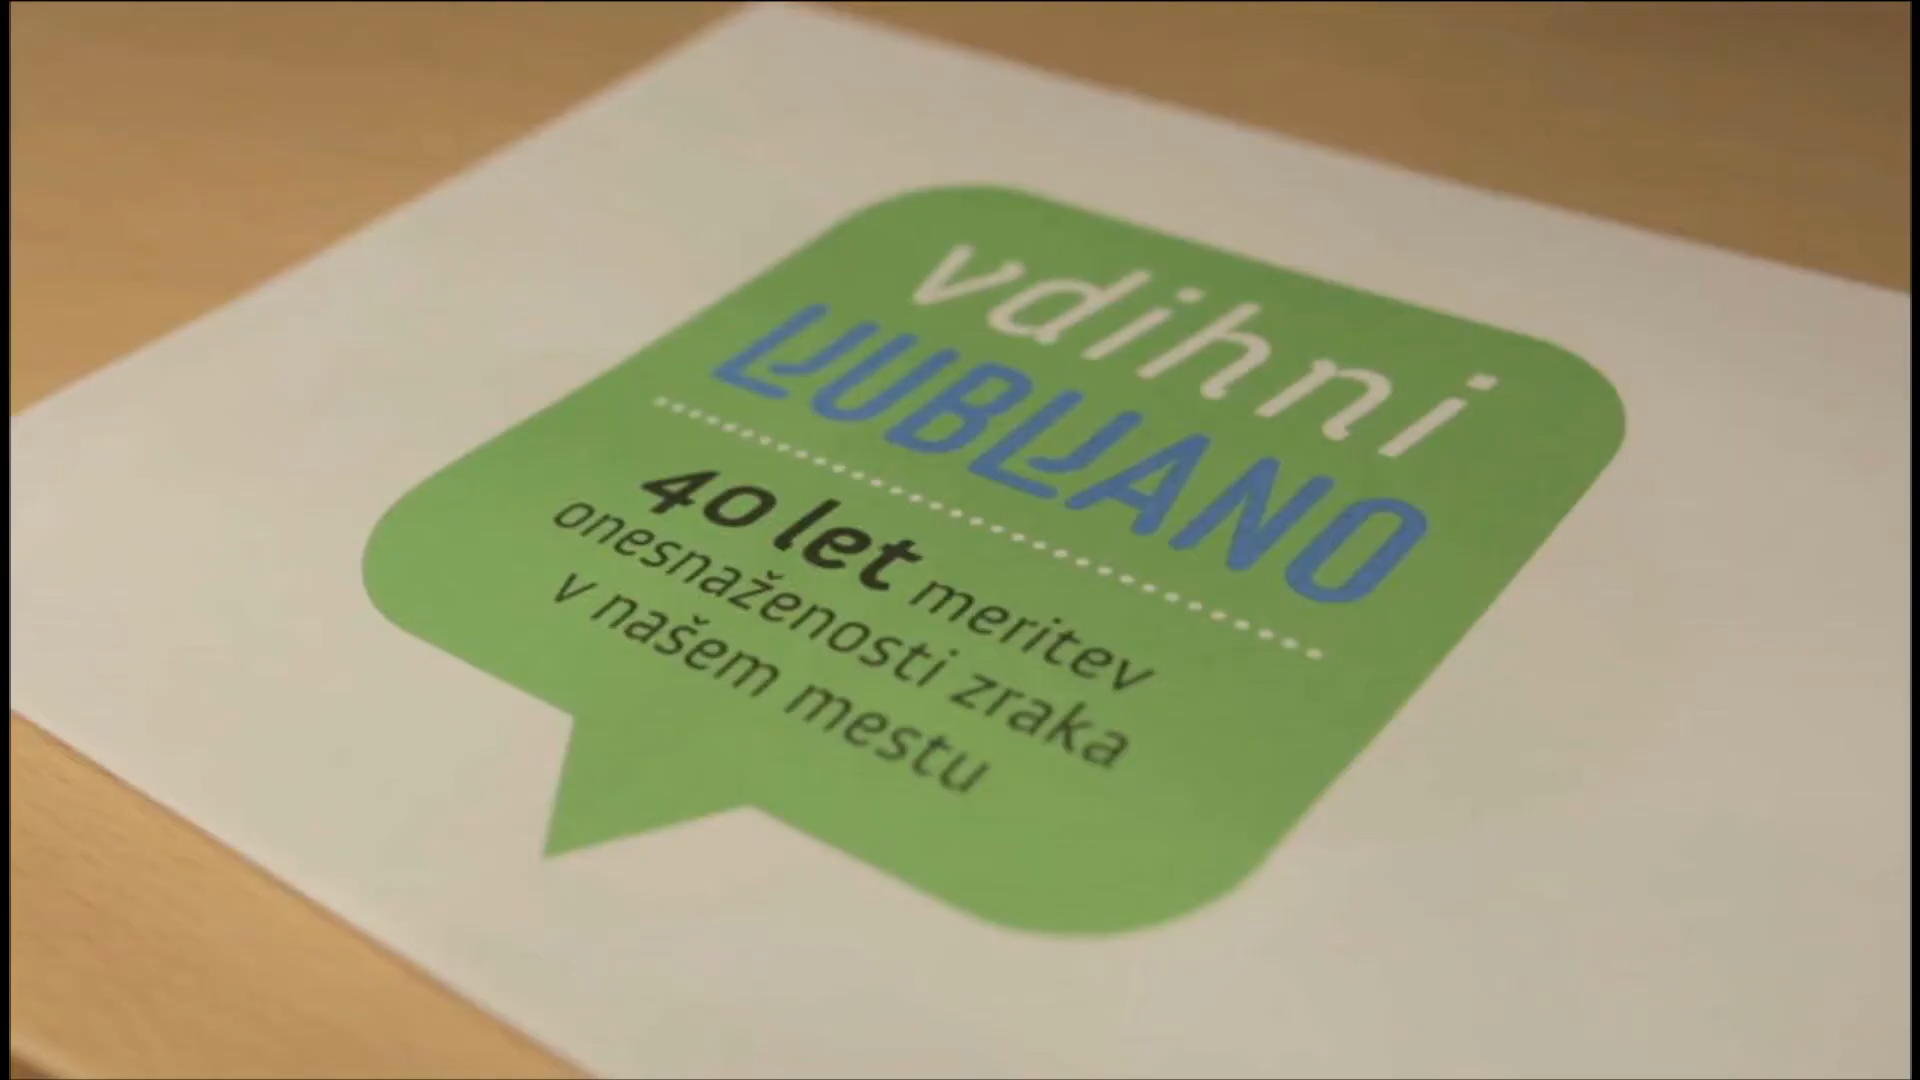 vdihni
LJUBLJANO
40 let meritev
onesnaženosti zraka
v našem mestu